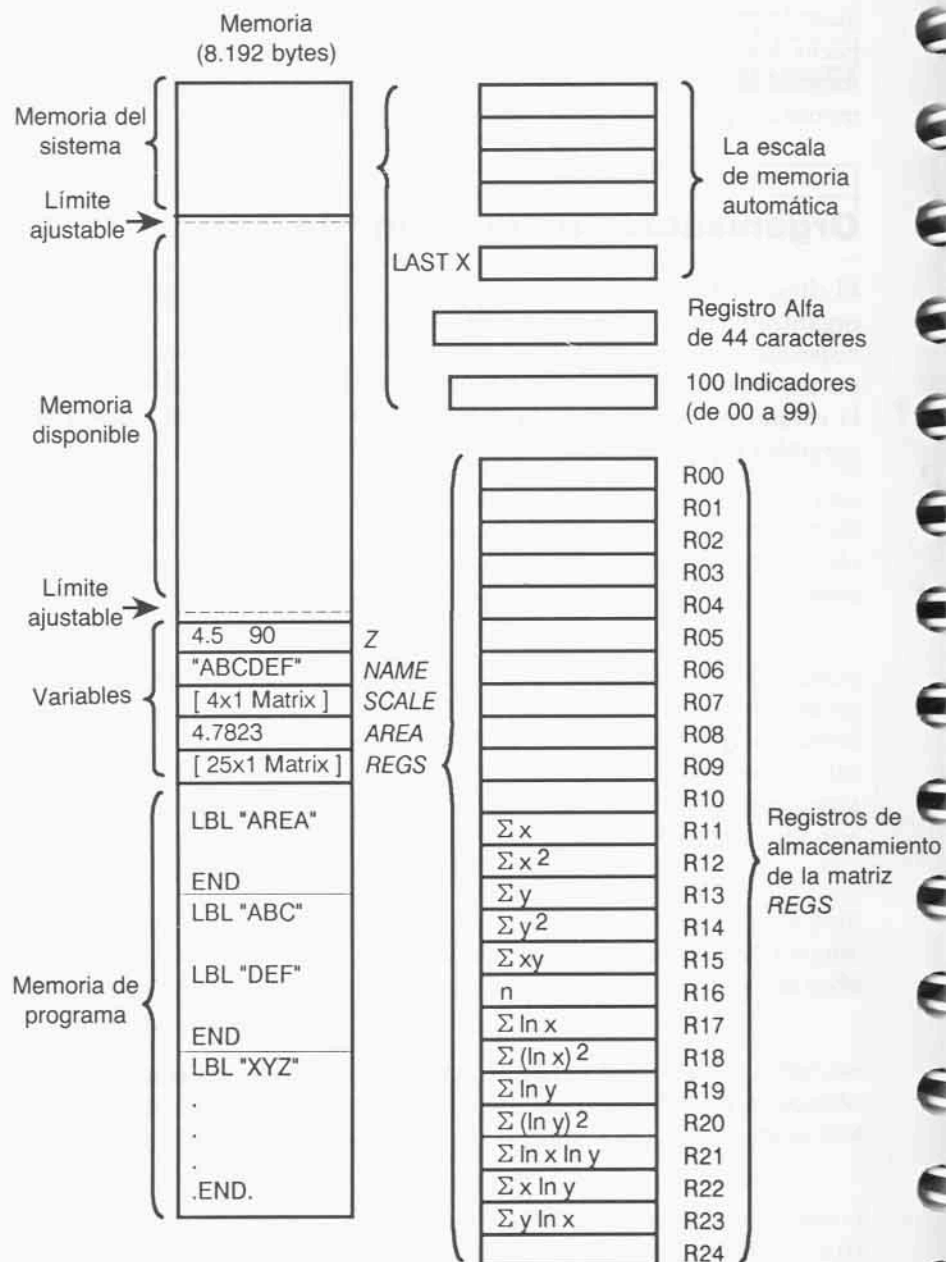 Memoria
(8.192 bytes)
Memoria del
sistema
Límite
ajustable
Memoria
disponible
Límite
ajustable
Variables
4.5 90 Z
"ABCDEF" NAME
[ 4x1 Matrix ] SCALE
4.7823 AREA
[ 25x1 Matrix ] REGS
Memoria de
programa
LBL "AREA"
END
LBL "ABC"
LBL "DEF"
END
LBL "XYZ"
.
.
.
.END.
La escala
de memoria
automática
LAST X
Registro Alfa
de 44 caracteres
100 Indicadores
(de 00 a 99)
R00
R01
R02
R03
R04
R05
R06
R07
R08
R09
R10
Σ x R11
Σ x 2 R12
Σ y R13
Σ y 2 R14
Σ xy R15
n R16
Σ ln x R17
Σ (ln x) 2 R18
Σ ln y R19
Σ (ln y) 2 R20
Σ ln x ln y R21
Σ x ln y R22
Σ y ln x R23
R24
Registros de
almacenamiento
de la matriz
REGS